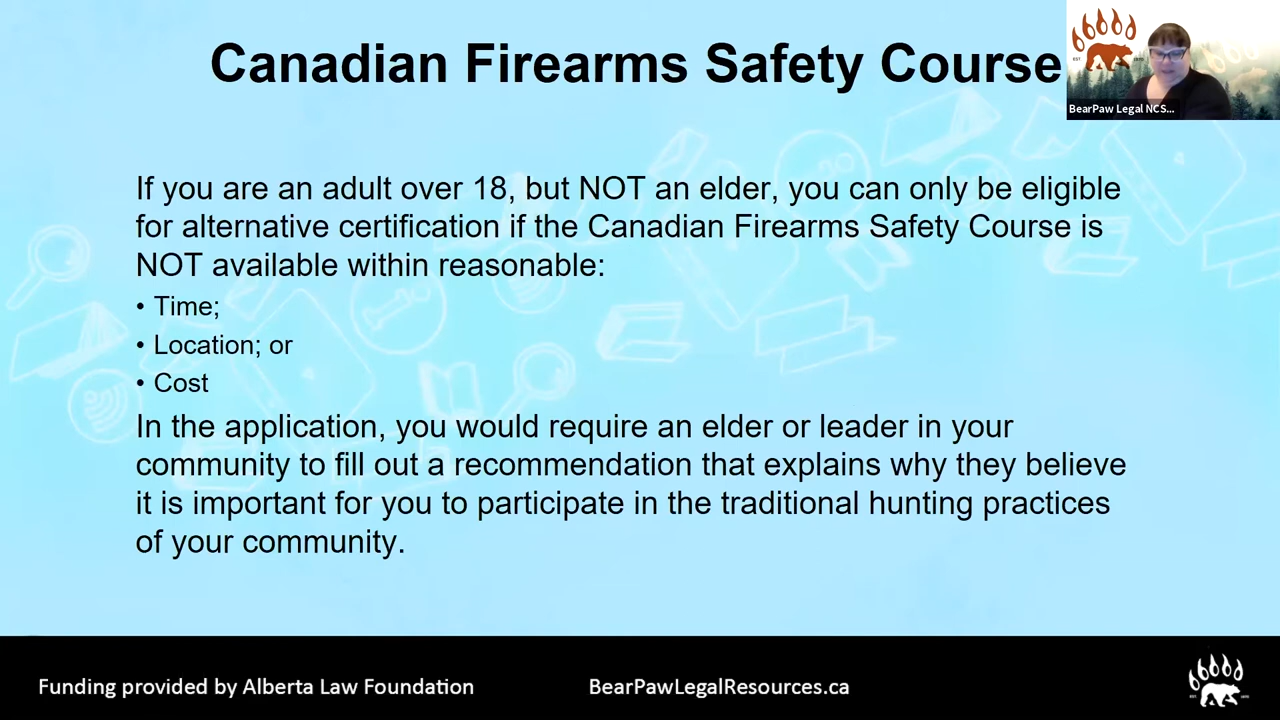 Canadian Firearms Safety Course
BearPaw Legal NCS...
If you are an adult over 18, but NOT an elder, you can only be eligible
for alternative certification if the Canadian Firearms Safety Course is
NOT available within reasonable:
• Time;
• Location; or
• Cost
In the application, you would require an elder or leader in your
community to fill out a recommendation that explains why they believe
it is important for you to participate in the traditional hunting practices
of your community.
Funding provided by Alberta Law Foundation
BearPawLegalResources.ca